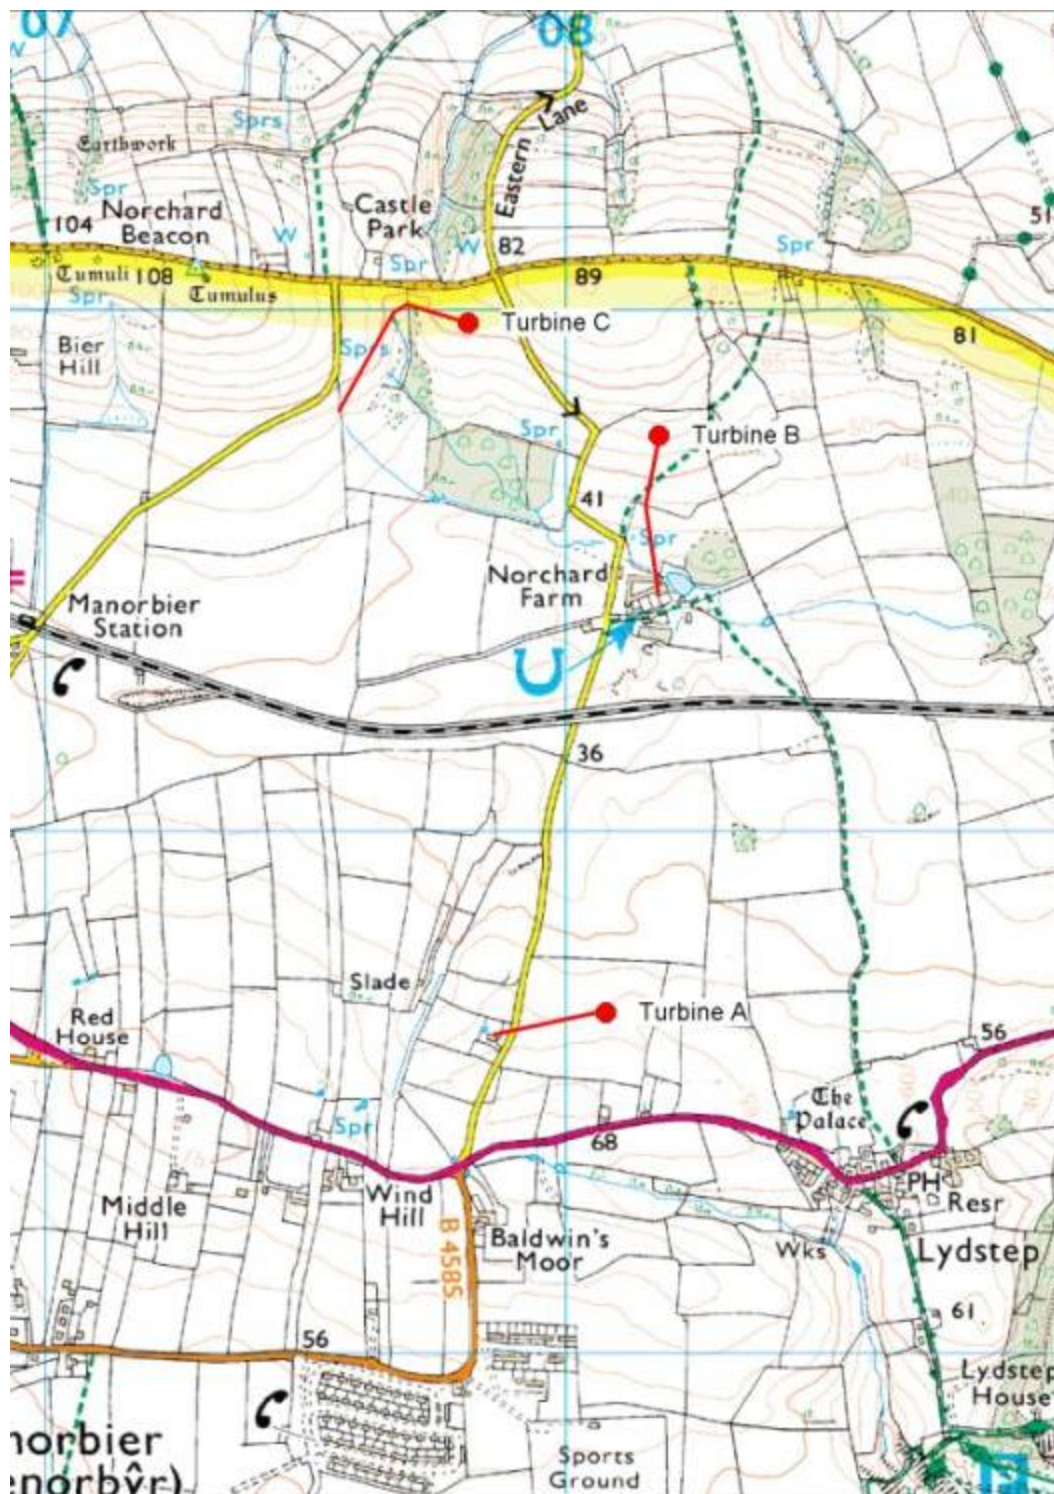 07
08
W
Sprs
Eastern Lane
Earthwork
Spr
104
Norchard
Beacon
Castle
Park
W
82
W
Spr
51
Spr
Tumuli
108
Tumulus
89
Spr
Turbine C
81
Bier
Hill
Sprs
Spr
Turbine B
41
Spr
Norchard
Farm
Manorbier
Station
36
Slade
Red
House
Turbine A
56
The
Palace
68
Spr
PH
Resr
Wind
Hill
Middle
Hill
B 4585
Baldwin's
Moor
Wks
Lydstep
61
56
Lydstep
House
norbier
enorbŷr)
Sports
Ground